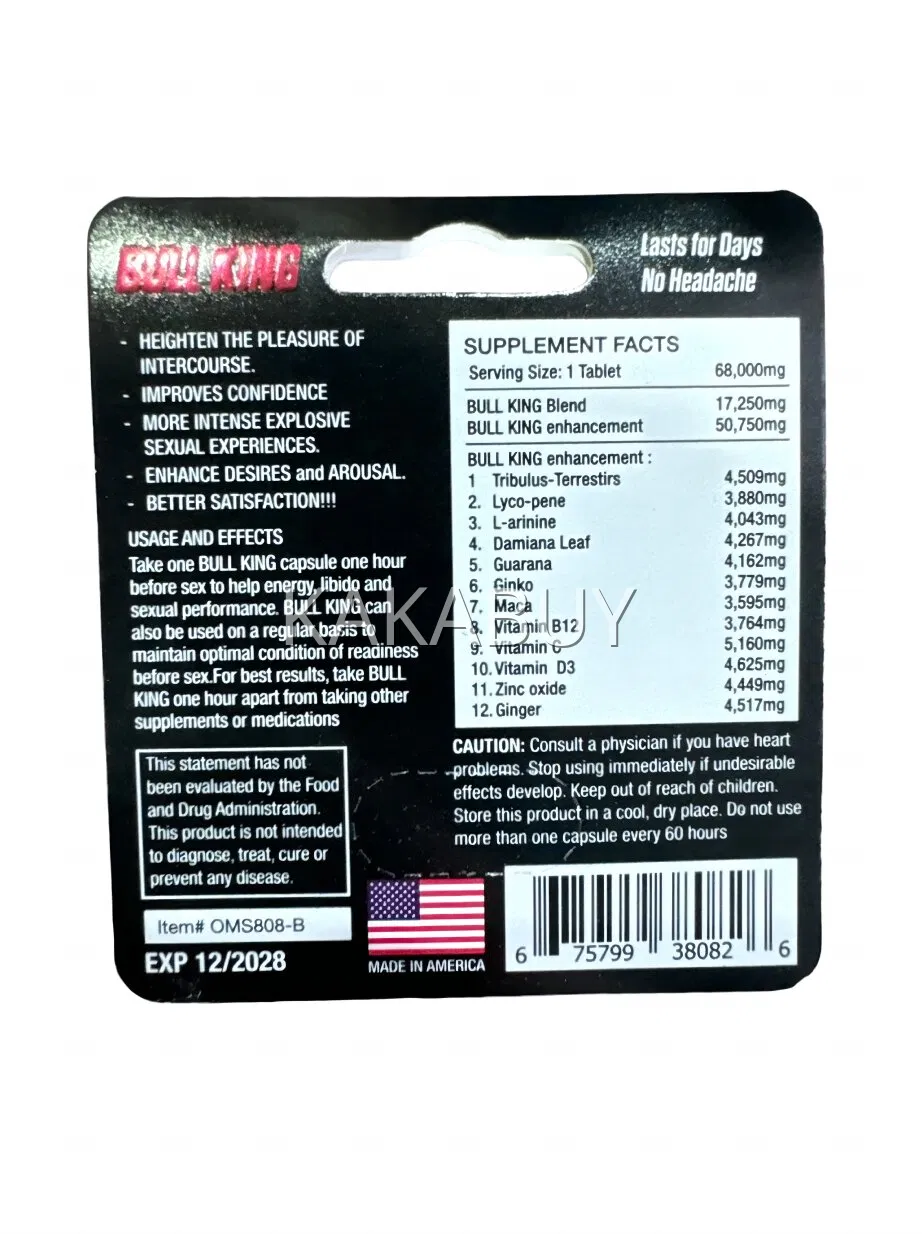 BULL KING
Lasts for Days
No Headache
- HEIGHTEN THE PLEASURE OF
INTERCOURSE.
- IMPROVES CONFIDENCE
- MORE INTENSE EXPLOSIVE
SEXUAL EXPERIENCES.
- ENHANCE DESIRES and AROUSAL.
- BETTER SATISFACTION!!!
USAGE AND EFFECTS
Take one BULL KING capsule one hour
before sex to help energy, libido and
sexual performance. BULL KING can
also be used on a regular basis to
maintain optimal condition of readiness
before sex.For best results, take BULL
KING one hour apart from taking other
supplements or medications
This statement has not
been evaluated by the Food
and Drug Administration.
This product is not intended
to diagnose, treat, cure or
prevent any disease.
Item# OMS808-B
EXP 12/2028
SUPPLEMENT FACTS
Serving Size: 1 Tablet 68,000mg
BULL KING Blend 17,250mg
BULL KING enhancement 50,750mg
BULL KING enhancement :
1 Tribulus-Terrestirs 4,509mg
2. Lyco-pene 3,880mg
3. L-arinine 4,043mg
4. Damiana Leaf 4,267mg
5. Guarana 4,162mg
6. Ginko 3,779mg
7. Maca 3,595mg
8. Vitamin B12 3,764mg
9. Vitamin C 5,160mg
10. Vitamin D3 4,625mg
11. Zinc oxide 4,449mg
12. Ginger 4,517mg
KAKABUY
CAUTION: Consult a physician if you have heart
problems. Stop using immediately if undesirable
effects develop. Keep out of reach of children.
Store this product in a cool, dry place. Do not use
more than one capsule every 60 hours
MADE IN AMERICA
6 75799 38082 6